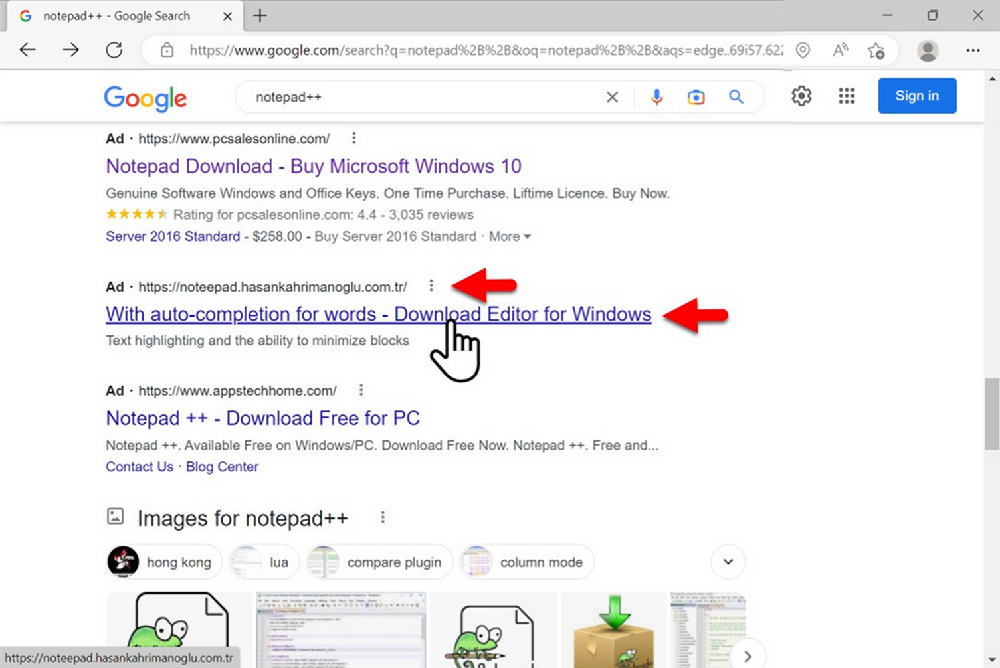 notepad++ - Google Search
https://www.google.com/search?q=notepad%2B%2B&oq=notepad%2B%2B&aqs=edge..69i57.622
Google
notepad++
Sign in
Ad · https://www.pcsalesonline.com/
Notepad Download - Buy Microsoft Windows 10
Genuine Software Windows and Office Keys. One Time Purchase. Liftime Licence. Buy Now.
Rating for pcsalesonline.com: 4.4 - 3,035 reviews
Server 2016 Standard - $258.00 - Buy Server 2016 Standard · More
Ad · https://noteepad.hasankahrimanoglu.com.tr/
With auto-completion for words - Download Editor for Windows
Text highlighting and the ability to minimize blocks
Ad · https://www.appstechhome.com/
Notepad ++ - Download Free for PC
Notepad ++. Available Free on Windows/PC. Download Free Now. Notepad ++. Free and...
Contact Us · Blog Center
Images for notepad++
hong kong
lua
compare plugin
column mode
https://noteepad.hasankahrimanoglu.com.tr